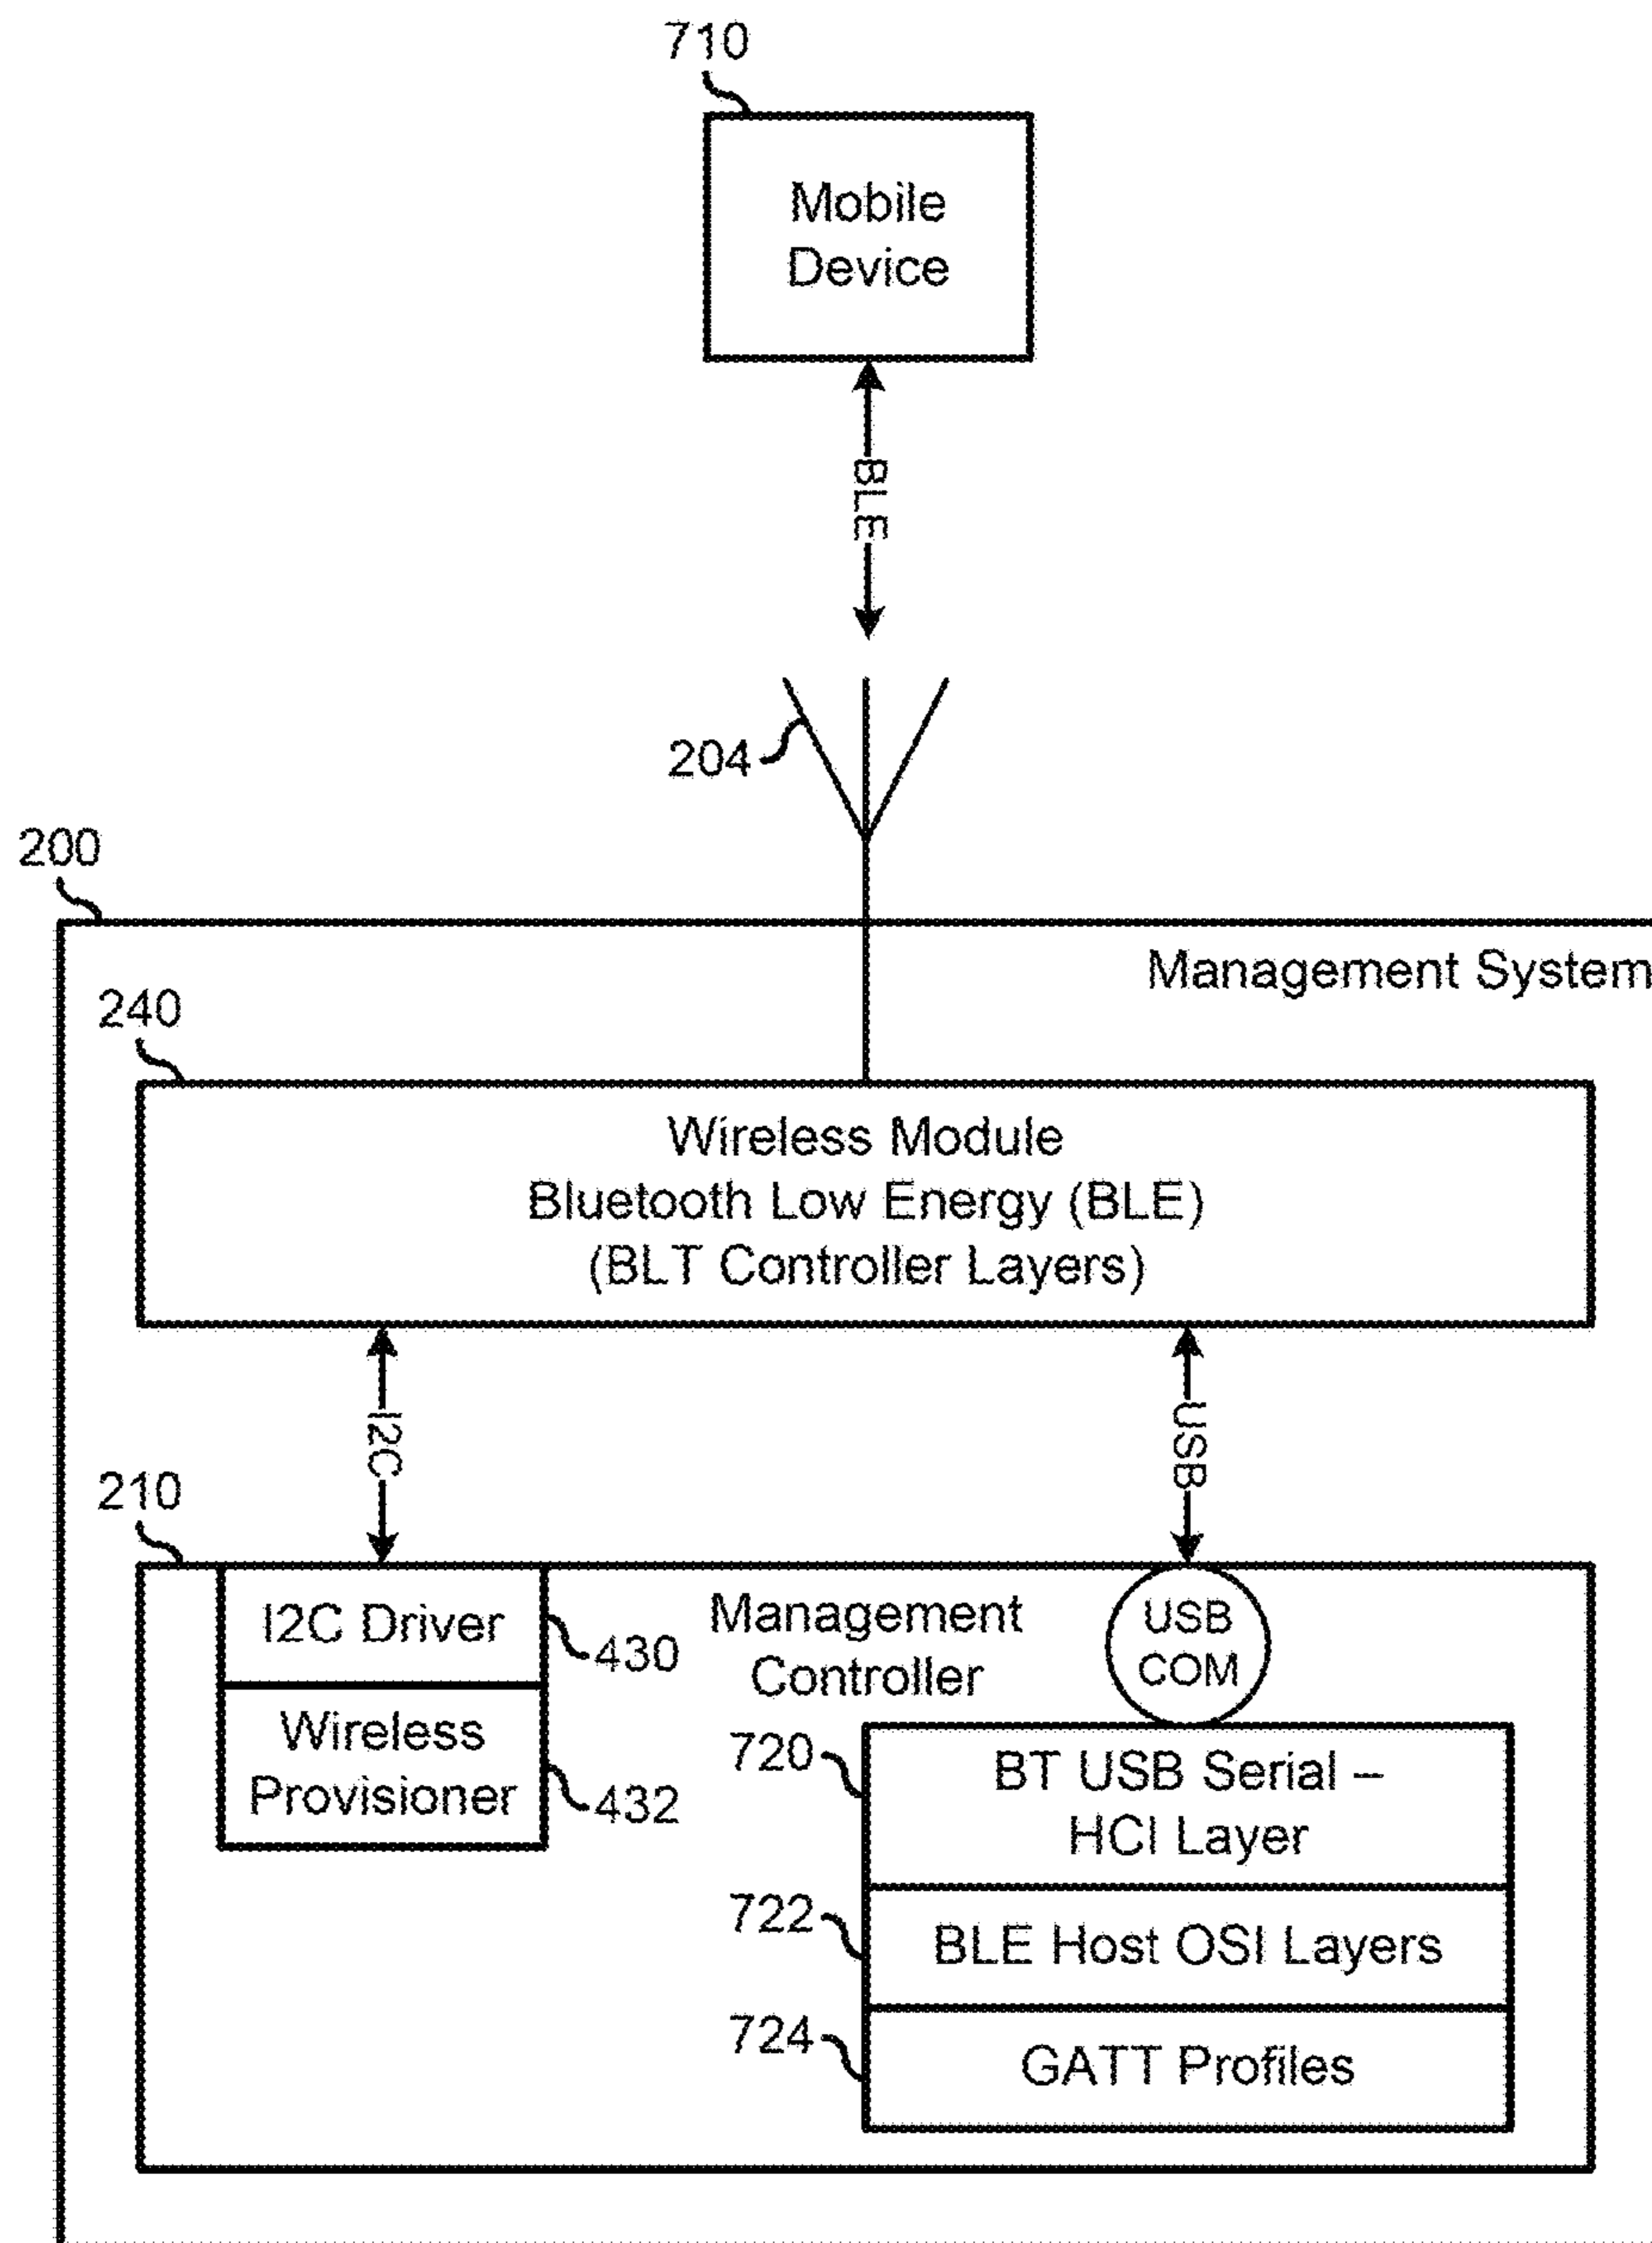 710
Mobile
Device
BLE
204
200
Management System
240
Wireless Module
Bluetooth Low Energy (BLE)
(BLT Controller Layers)
I2C
USB
210
I2C Driver
430
Management
Controller
USB
COM
Wireless
Provisioner
432
720
BT USB Serial –
HCI Layer
722
BLE Host OSI Layers
724
GATT Profiles